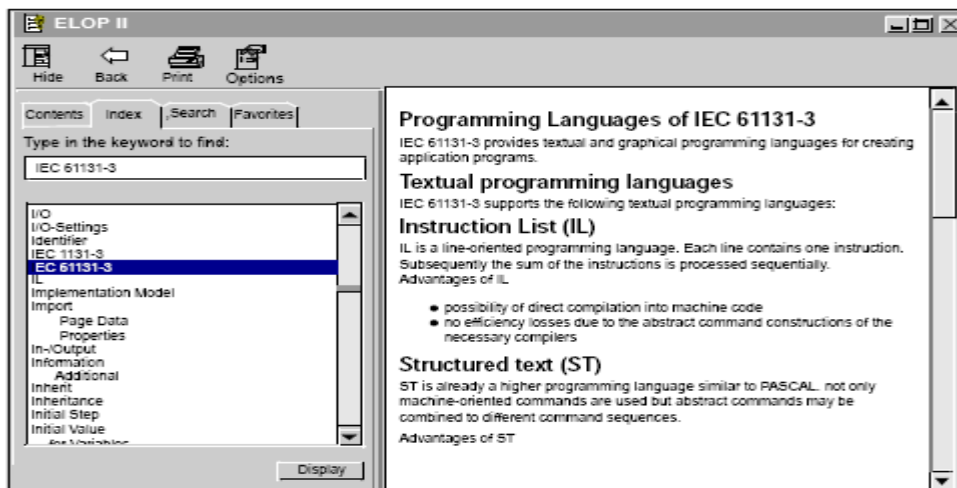 ELOP II
Hide Back Print Options
Contents Index Search Favorites
Type in the keyword to find:
IEC 61131-3
I/O
I/O-Settings
Identifier
IEC 1131-3
EC 61131-3
IL
Implementation Model
Import
Page Data
Properties
In-/Output
Information
Additional
Inherit
Inheritance
Initial Step
Initial Value
for Variables
Display
Programming Languages of IEC 61131-3
IEC 61131-3 provides textual and graphical programming languages for creating
application programs.
Textual programming languages
IEC 61131-3 supports the following textual programming languages:
Instruction List (IL)
IL is a line-oriented programming language. Each line contains one instruction.
Subsequently the sum of the instructions is processed sequentially.
Advantages of IL
● possibility of direct compilation into machine code
● no efficiency losses due to the abstract command constructions of the
necessary compilers
Structured text (ST)
ST is already a higher programming language similar to PASCAL. not only
machine-oriented commands are used but abstract commands may be
combined to different command sequences.
Advantages of ST